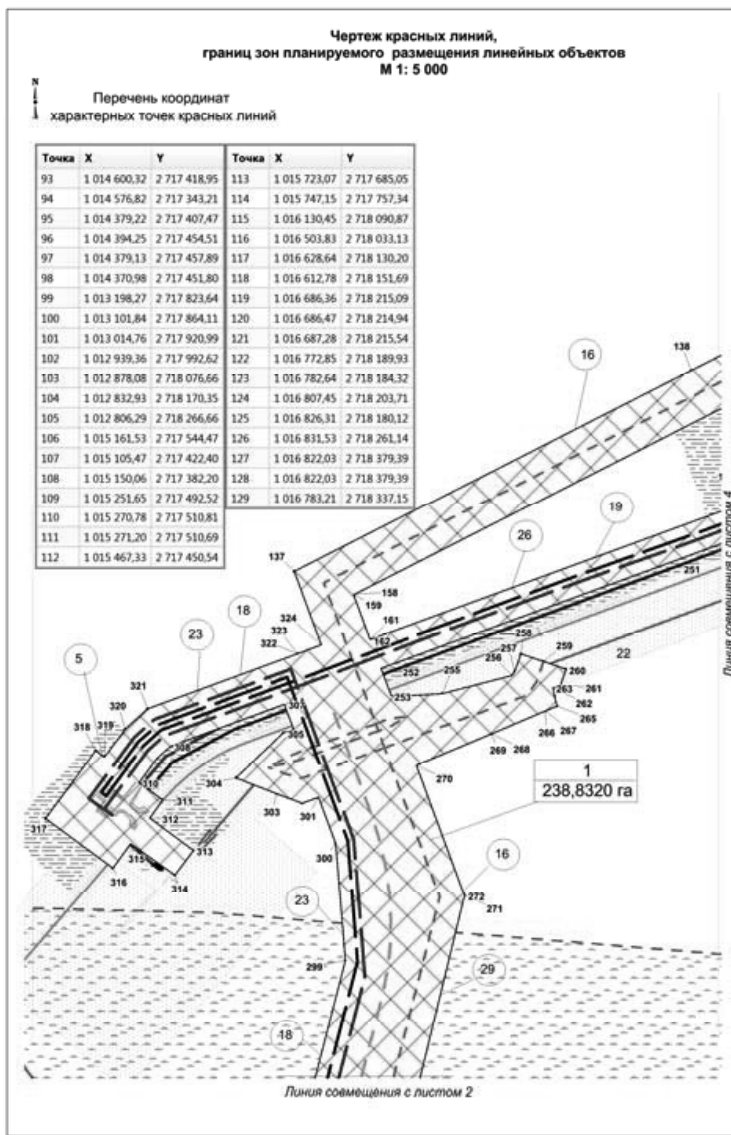 Чертеж красных линий,
границ зон планируемого размещения линейных объектов
М 1: 5 000
N
Перечень координат
характерных точек красных линий
Точка X Y Точка X Y
93 1 014 600,32 2 717 418,95 113 1 015 723,07 2 717 685,05
94 1 014 576,82 2 717 343,21 114 1 015 747,15 2 717 757,34
95 1 014 379,22 2 717 407,47 115 1 016 130,45 2 718 090,87
96 1 014 394,25 2 717 454,51 116 1 016 503,83 2 718 033,13
97 1 014 379,13 2 717 457,89 117 1 016 628,64 2 718 130,20
98 1 014 370,98 2 717 451,80 118 1 016 612,78 2 718 151,69
99 1 013 198,27 2 717 823,64 119 1 016 686,36 2 718 215,09
100 1 013 101,84 2 717 864,11 120 1 016 686,47 2 718 214,94
101 1 013 014,76 2 717 920,99 121 1 016 687,28 2 718 215,54
102 1 012 939,36 2 717 992,62 122 1 016 772,85 2 718 189,93
103 1 012 878,08 2 718 076,66 123 1 016 782,64 2 718 184,32
104 1 012 832,93 2 718 170,35 124 1 016 807,45 2 718 203,71
105 1 012 806,29 2 718 266,66 125 1 016 826,31 2 718 180,12
106 1 015 161,53 2 717 544,47 126 1 016 831,53 2 718 261,14
107 1 015 105,47 2 717 422,40 127 1 016 822,03 2 718 379,39
108 1 015 150,06 2 717 382,20 128 1 016 822,03 2 718 379,39
109 1 015 251,65 2 717 492,52 129 1 016 783,21 2 718 337,15
110 1 015 270,78 2 717 510,81
111 1 015 271,20 2 717 510,69
112 1 015 467,33 2 717 450,54
138
16
137
19
26
Линия совмещения с листом 4
158
159
251
18
324
323
161
162
322
23
258
257
259
22
5
256
260
252
255
253
263
261
321
262
320
307
265
318
319
305
266
267
308
269
268
304
270
310
1
238,8320 га
311
303
301
312
317
300
313
315
316
314
16
272
271
23
299
29
18
Линия совмещения с листом 2